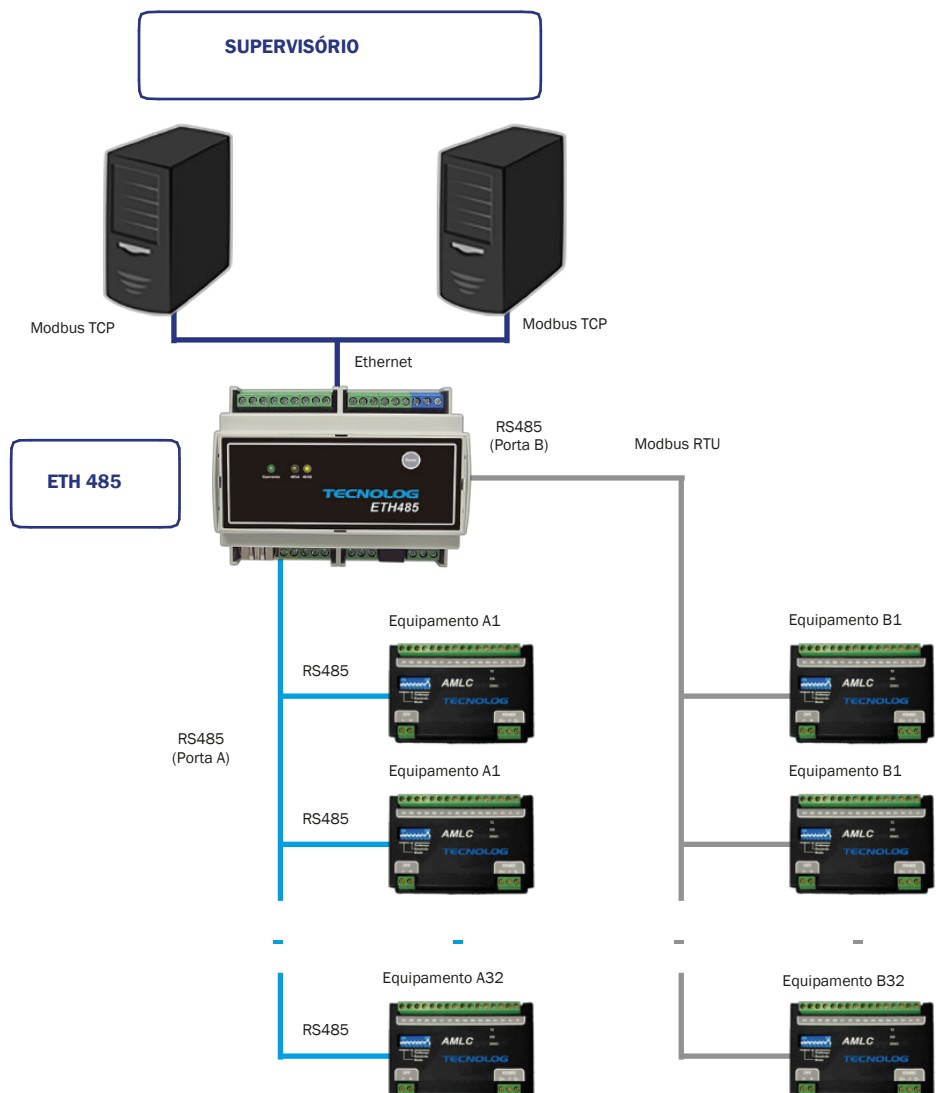 SUPERVISÓRIO
Modbus TCP
Modbus TCP
Ethernet
RS485
(Porta B)
Modbus RTU
ETH 485
TECNOLOG
ETH485
Equipamento A1
Equipamento B1
RS485
AMLC
TECNOLOG
AMLC
TECNOLOG
RS485
(Porta A)
Equipamento A1
Equipamento B1
RS485
AMLC
TECNOLOG
AMLC
TECNOLOG
Equipamento A32
Equipamento B32
RS485
AMLC
TECNOLOG
AMLC
TECNOLOG